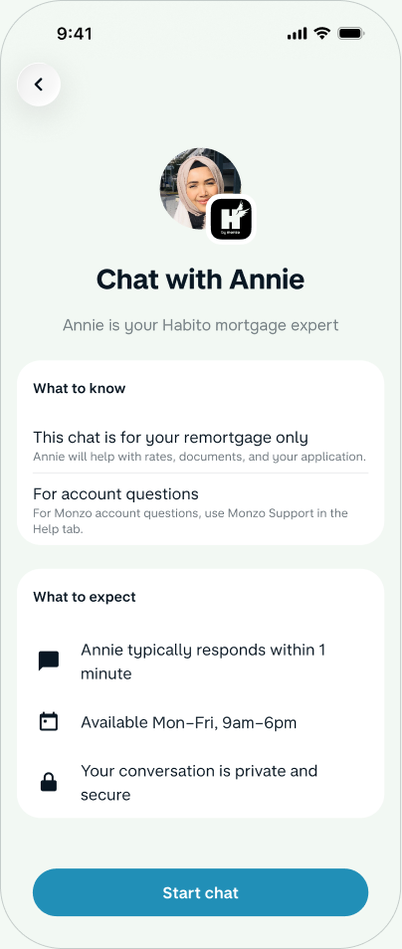 9:41
H
by monzo
Chat with Annie
Annie is your Habito mortgage expert
What to know
This chat is for your remortgage only
Annie will help with rates, documents, and your application.
For account questions
For Monzo account questions, use Monzo Support in the
Help tab.
What to expect
Annie typically responds within 1
minute
Available Mon–Fri, 9am–6pm
Your conversation is private and
secure
Start chat